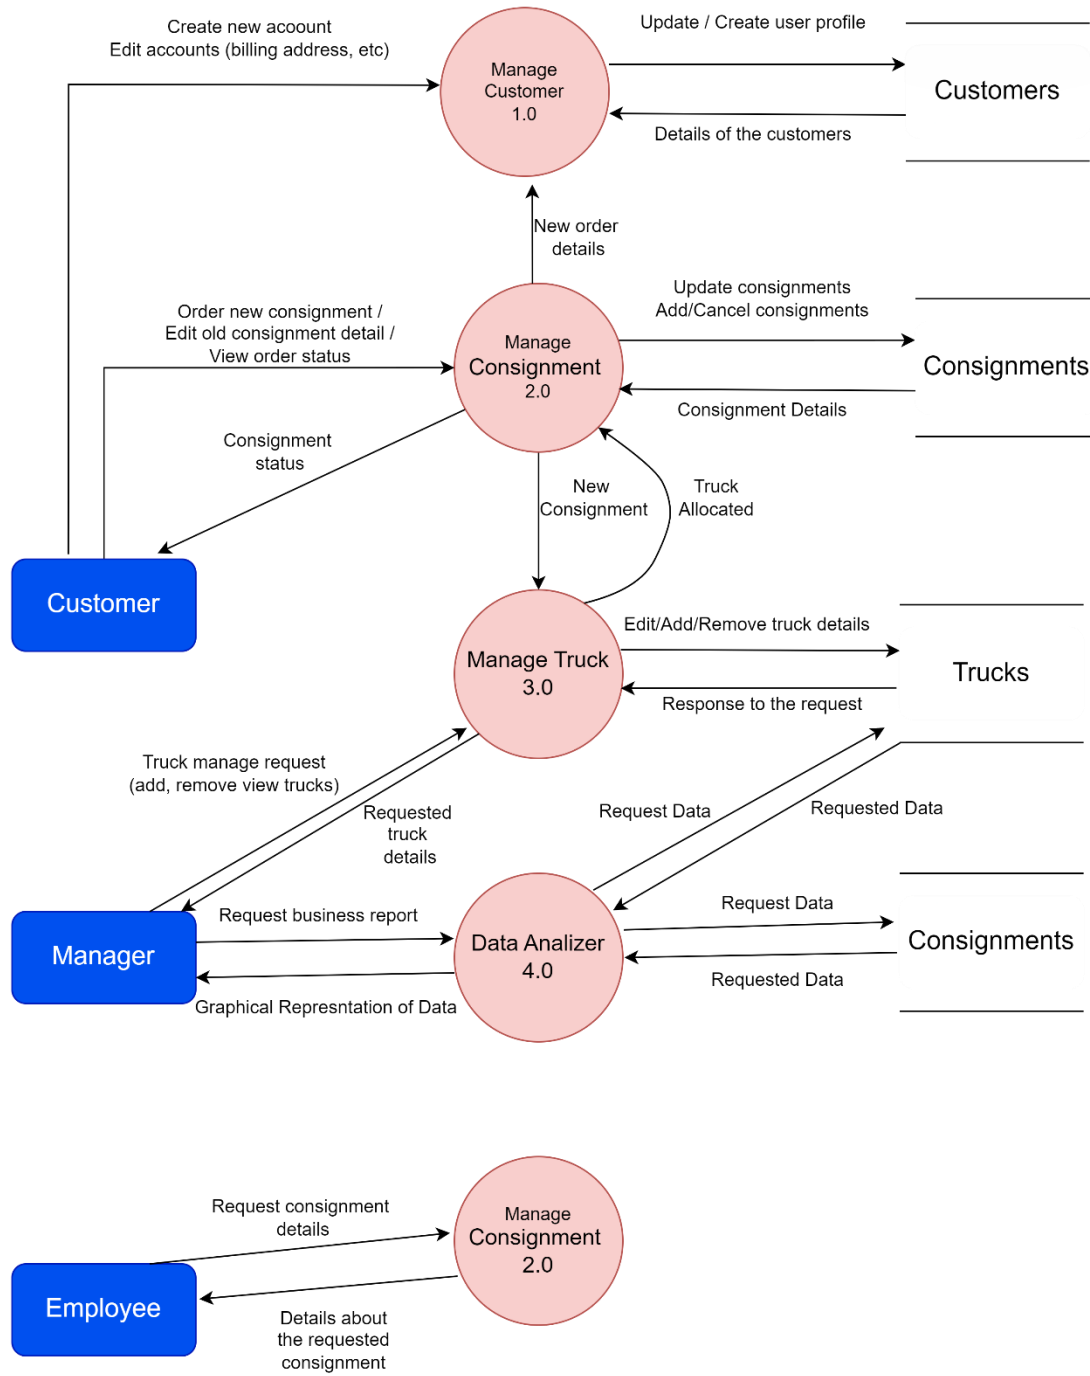 Create new aoount
Edit accounts (billing address, etc)
Update / Create user profile
Manage
Customer
1.0
Customers
Details of the customers
New order
details
Update consignments
Add/Cancel consignments
Order new consignment /
Edit old consignment detail /
View order status
Manage
Consignment
2.0
Consignments
Consignment Details
Consignment
status
New
Consignment
Truck
Allocated
Customer
Edit/Add/Remove truck details
Manage Truck
3.0
Trucks
Response to the request
Truck manage request
(add, remove view trucks)
Requested
truck
details
Request Data
Requested Data
Request business report
Request Data
Manager
Data Analizer
4.0
Consignments
Requested Data
Graphical Represntation of Data
Request consignment
details
Manage
Consignment
2.0
Employee
Details about
the requested
consignment